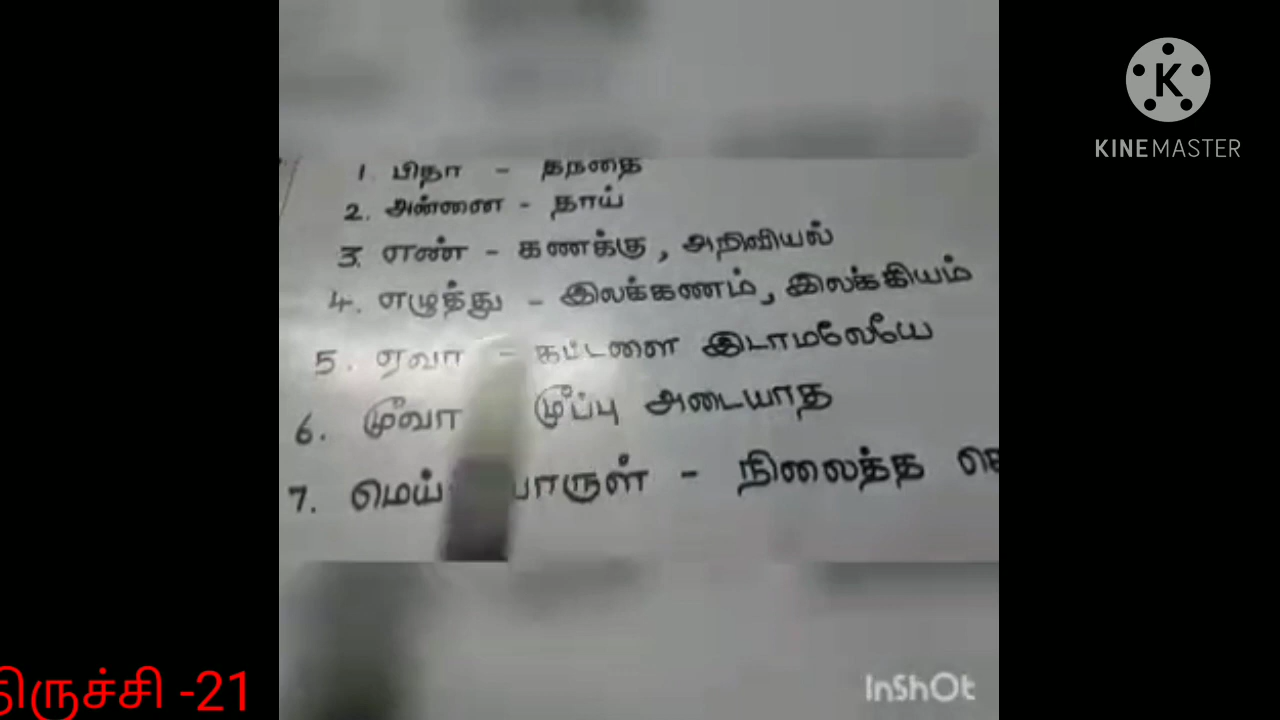 KINEMASTER
1. பிதா - தந்தை
2. அன்னை - தாய்
3. எண் - கணக்கு, அறிவியல்
4. எழுத்து - இலக்கணம், இலக்கியம்
5. ஏவா - கட்டளை இடாமலேயே
6. மூவா மூப்பு அடையாத
7. - நிலைத்த
InShOt
-21